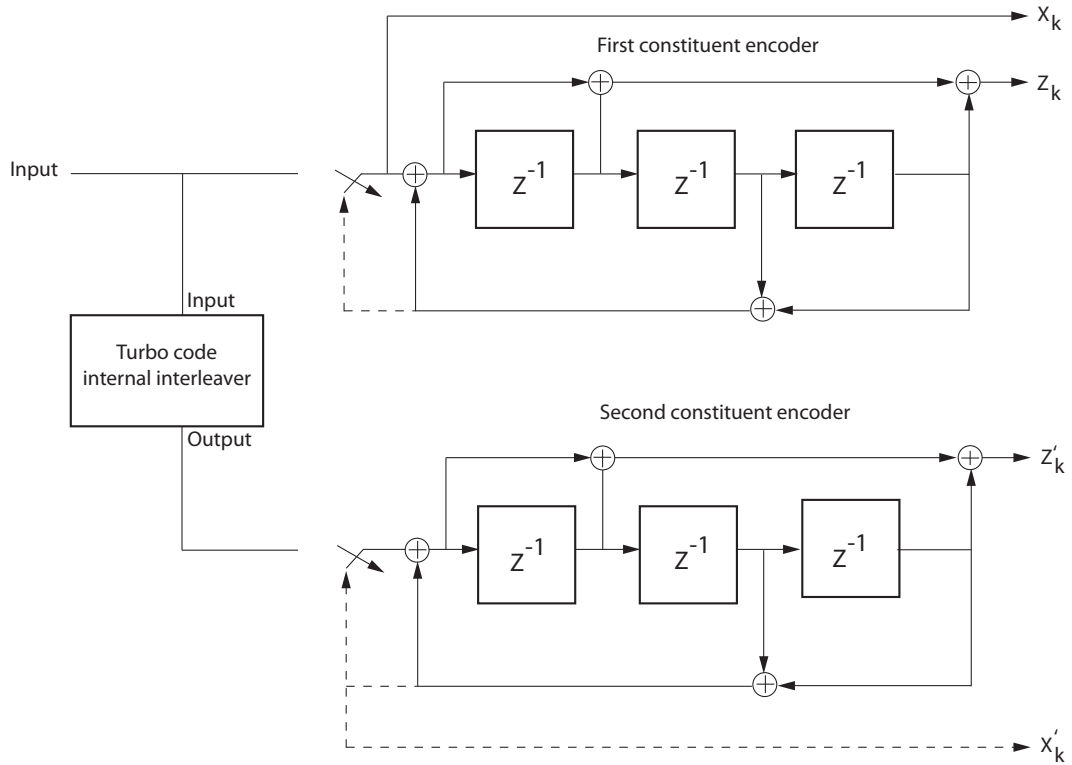 X_k
First constituent encoder
Z_k
Input
z^-1
z^-1
z^-1
Input
Turbo code
internal interleaver
Output
Second constituent encoder
Z'_k
z^-1
z^-1
z^-1
X'_k